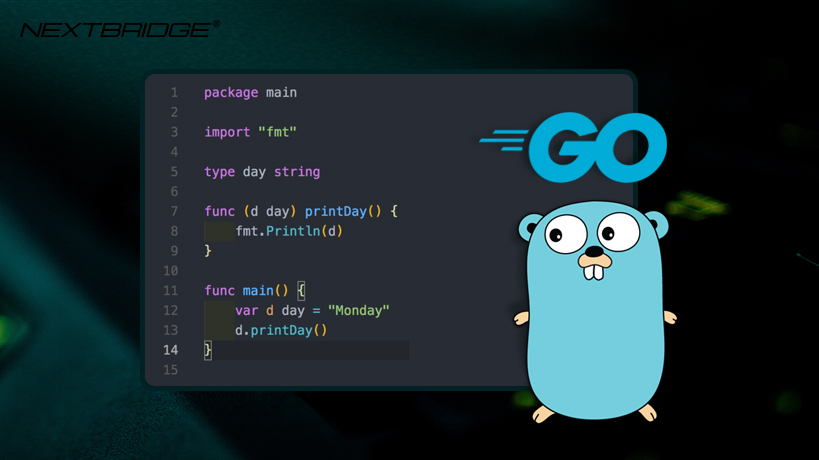 NEXTBRIDGE®
1 package main
2
3 import "fmt"
4
5 type day string
6
7 func (d day) printDay() {
8     fmt.Println(d)
9 }
10
11 func main() {
12     var d day = "Monday"
13     d.printDay()
14 }
15
GO